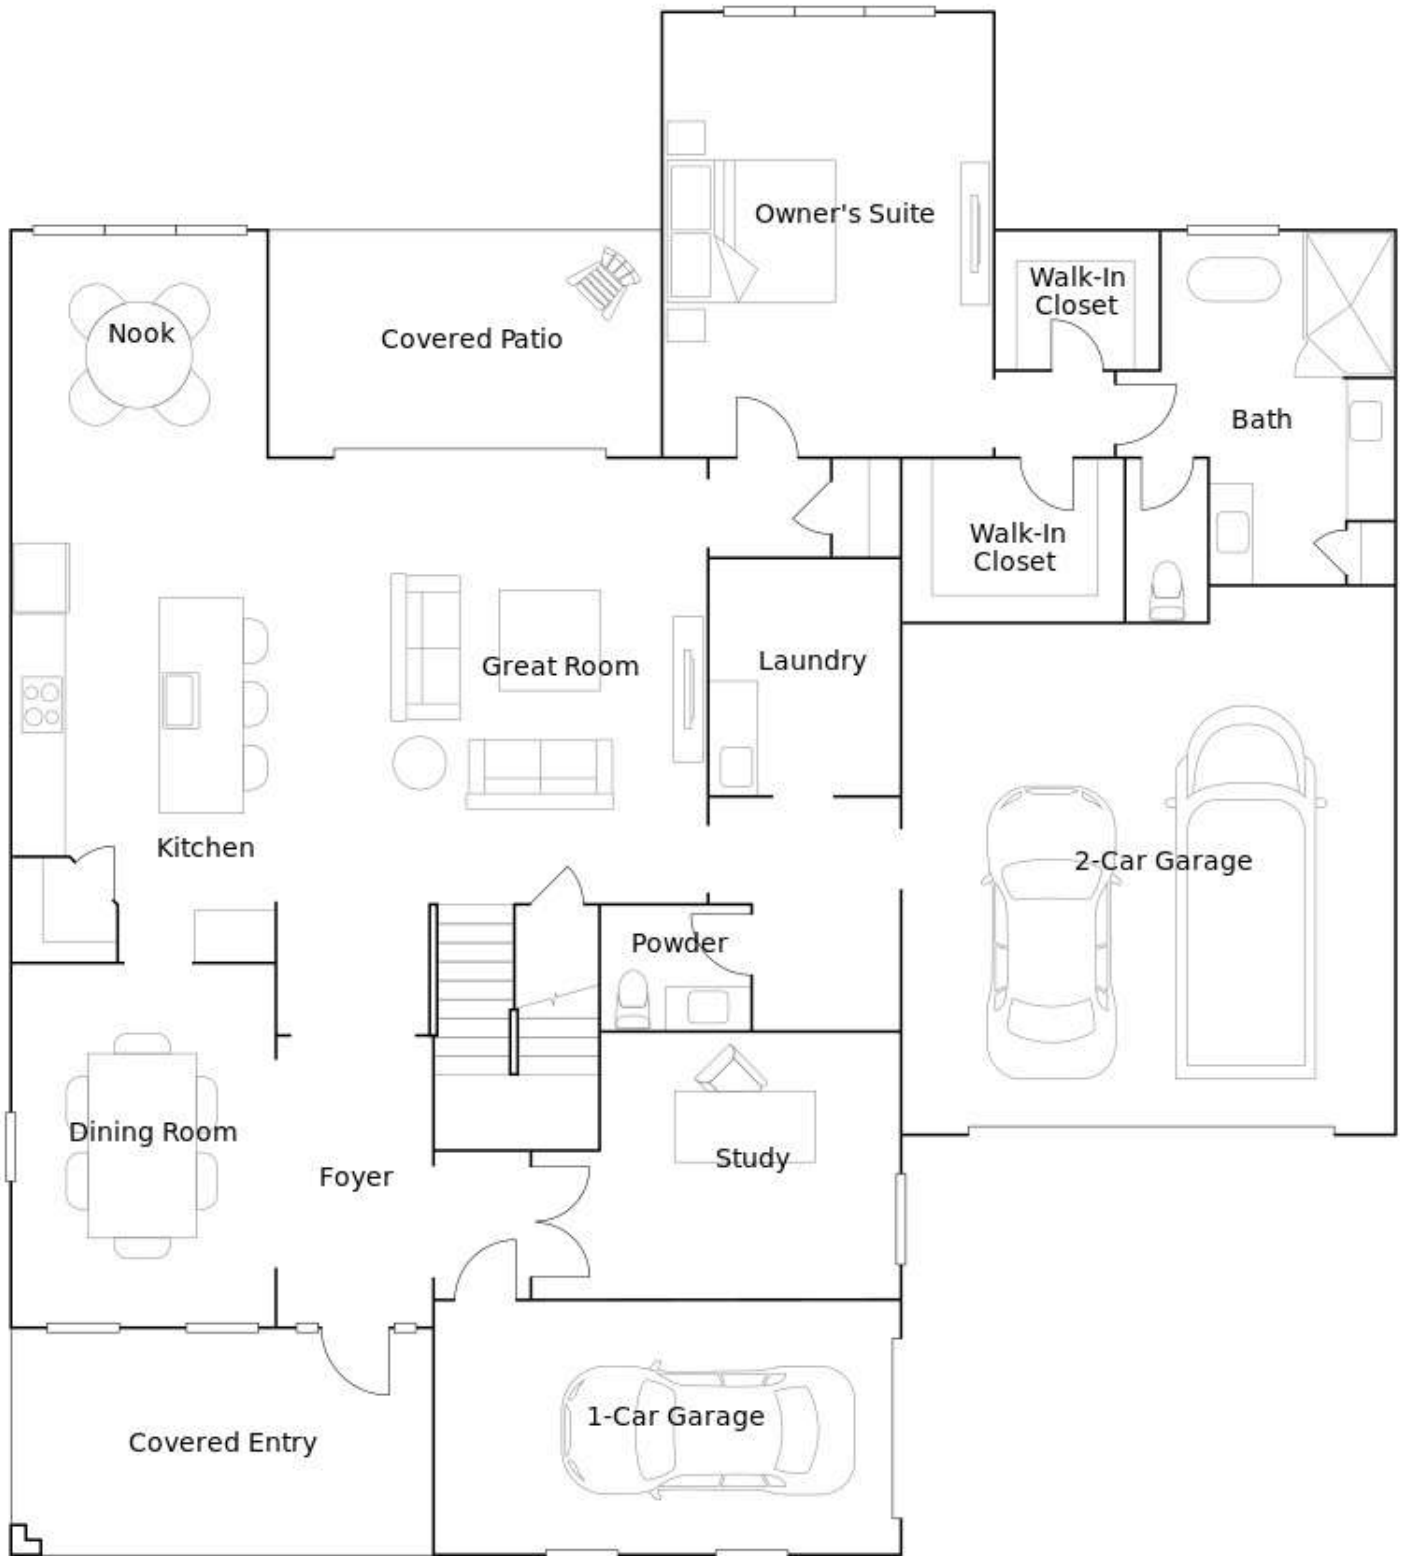 Owner's Suite
Walk-In
Closet
Nook
Covered Patio
Bath
Walk-In
Closet
Great Room
Laundry
Kitchen
2-Car Garage
Powder
Dining Room
Study
Foyer
1-Car Garage
Covered Entry